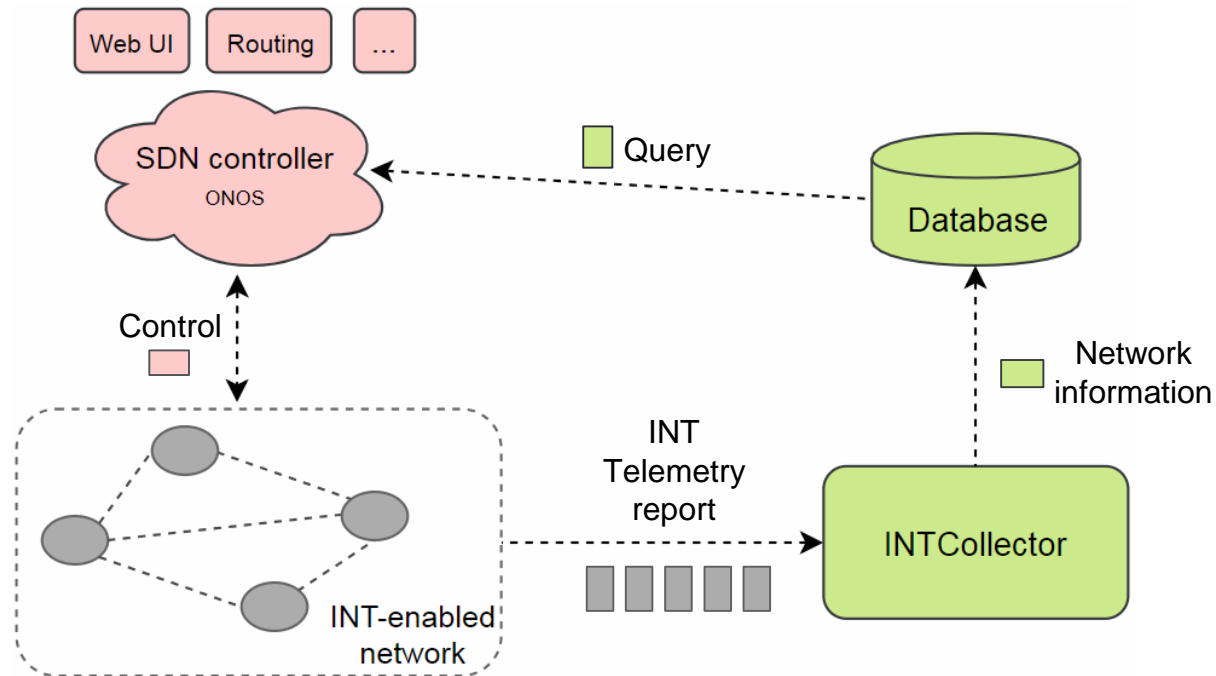 Web UI
Routing
...
SDN controller
ONOS
Query
Database
Control
Network
information
INT
Telemetry
report
INTCollector
INT-enabled
network